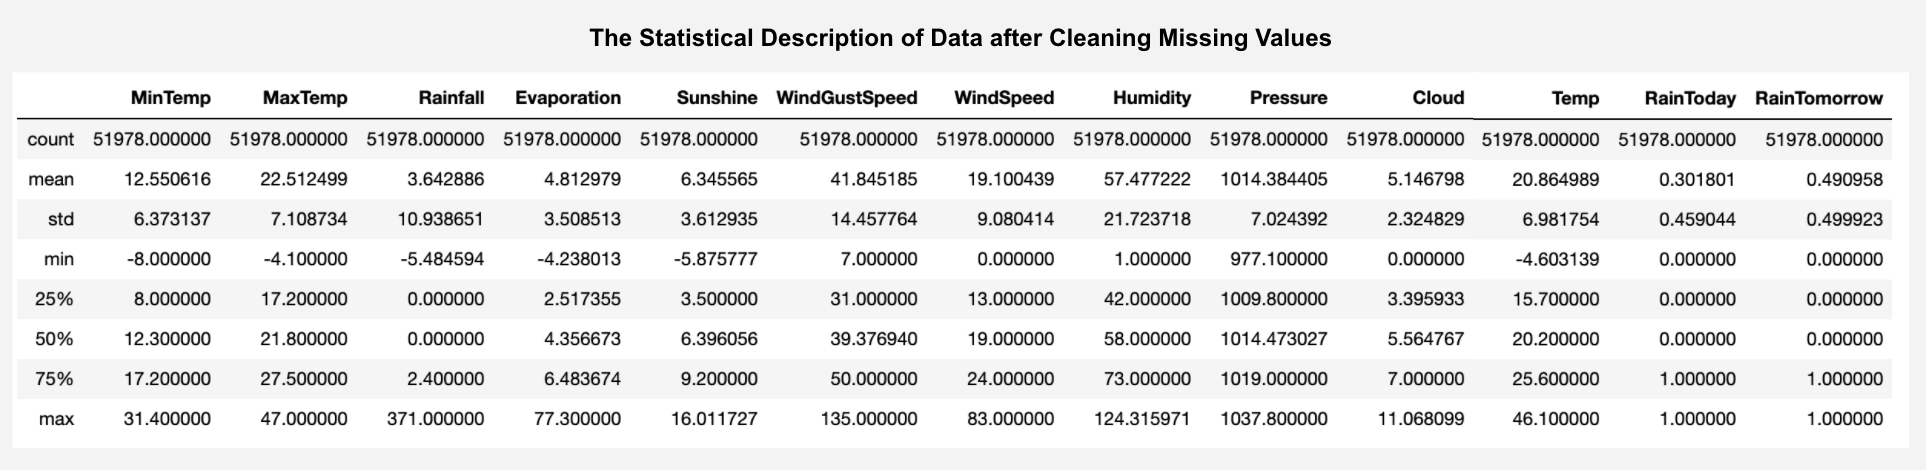 The Statistical Description of Data after Cleaning Missing Values
MinTemp MaxTemp Rainfall Evaporation Sunshine WindGustSpeed WindSpeed Humidity Pressure Cloud Temp RainToday RainTomorrow
count 51978.000000 51978.000000 51978.000000 51978.000000 51978.000000 51978.000000 51978.000000 51978.000000 51978.000000 51978.000000 51978.000000 51978.000000 51978.000000
mean 12.550616 22.512499 3.642886 4.812979 6.345565 41.845185 19.100439 57.477222 1014.384405 5.146798 20.864989 0.301801 0.490958
std 6.373137 7.108734 10.938651 3.508513 3.612935 14.457764 9.080414 21.723718 7.024392 2.324829 6.981754 0.459044 0.499923
min -8.000000 -4.100000 -5.484594 -4.238013 -5.875777 7.000000 0.000000 1.000000 977.100000 0.000000 -4.603139 0.000000 0.000000
25% 8.000000 17.200000 0.000000 2.517355 3.500000 31.000000 13.000000 42.000000 1009.800000 3.395933 15.700000 0.000000 0.000000
50% 12.300000 21.800000 0.000000 4.356673 6.396056 39.376940 19.000000 58.000000 1014.473027 5.564767 20.200000 0.000000 0.000000
75% 17.200000 27.500000 2.400000 6.483674 9.200000 50.000000 24.000000 73.000000 1019.000000 7.000000 25.600000 1.000000 1.000000
max 31.400000 47.000000 371.000000 77.300000 16.011727 135.000000 83.000000 124.315971 1037.800000 11.068099 46.100000 1.000000 1.000000